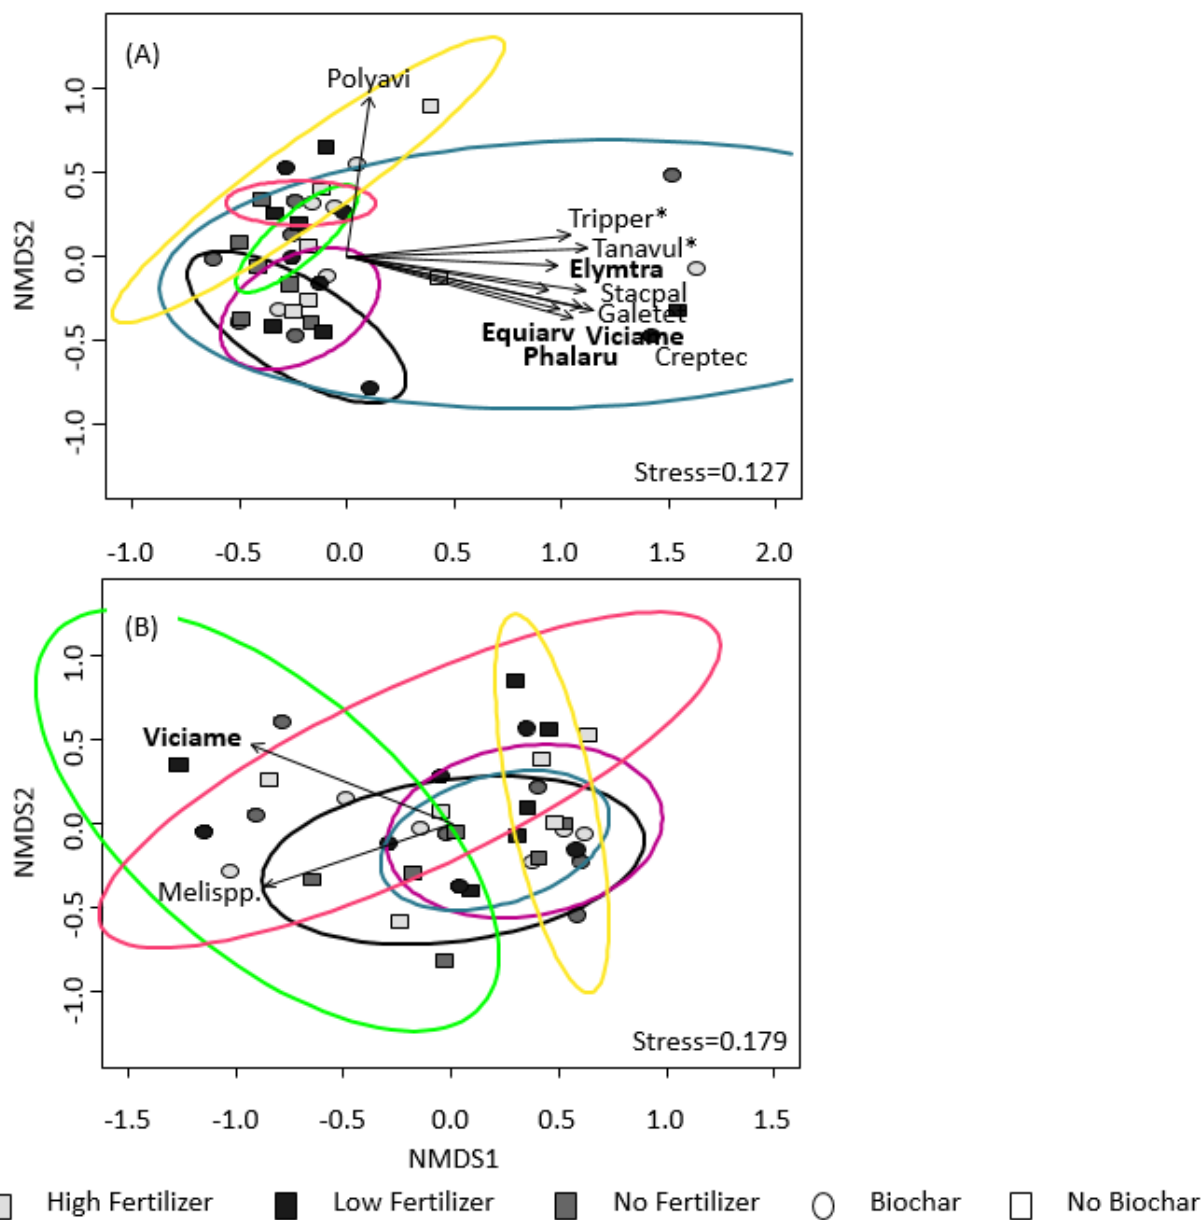 (A)
Polyavi
1.0
0.5
0.0
-0.5
-1.0
NMDS2
Tripper*
Tanavul*
Elymtra
Stacpal
Galetet
Equiarv Viciame
Phalaru Creptec
Stress=0.127
-1.0 -0.5 0.0 0.5 1.0 1.5 2.0
(B)
1.0
0.5
0.0
-0.5
-1.0
NMDS2
Viciame
Melispp.
Stress=0.179
-1.5 -1.0 -0.5 0.0 0.5 1.0 1.5
NMDS1
High Fertilizer Low Fertilizer No Fertilizer Biochar No Biochar